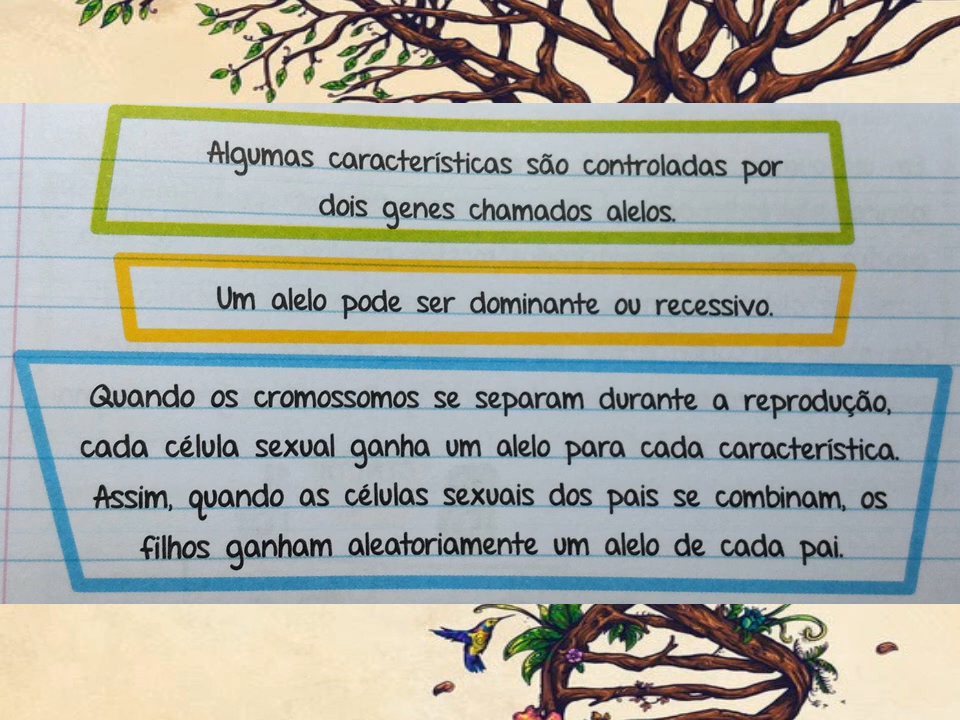 Algumas características são controladas por
dois genes chamados alelos.
Um alelo pode ser dominante ou recessivo.
Quando os cromossomos se separam durante a reprodução,
cada célula sexual ganha um alelo para cada característica.
Assim, quando as células sexuais dos pais se combinam, os
filhos ganham aleatoriamente um alelo de cada pai.